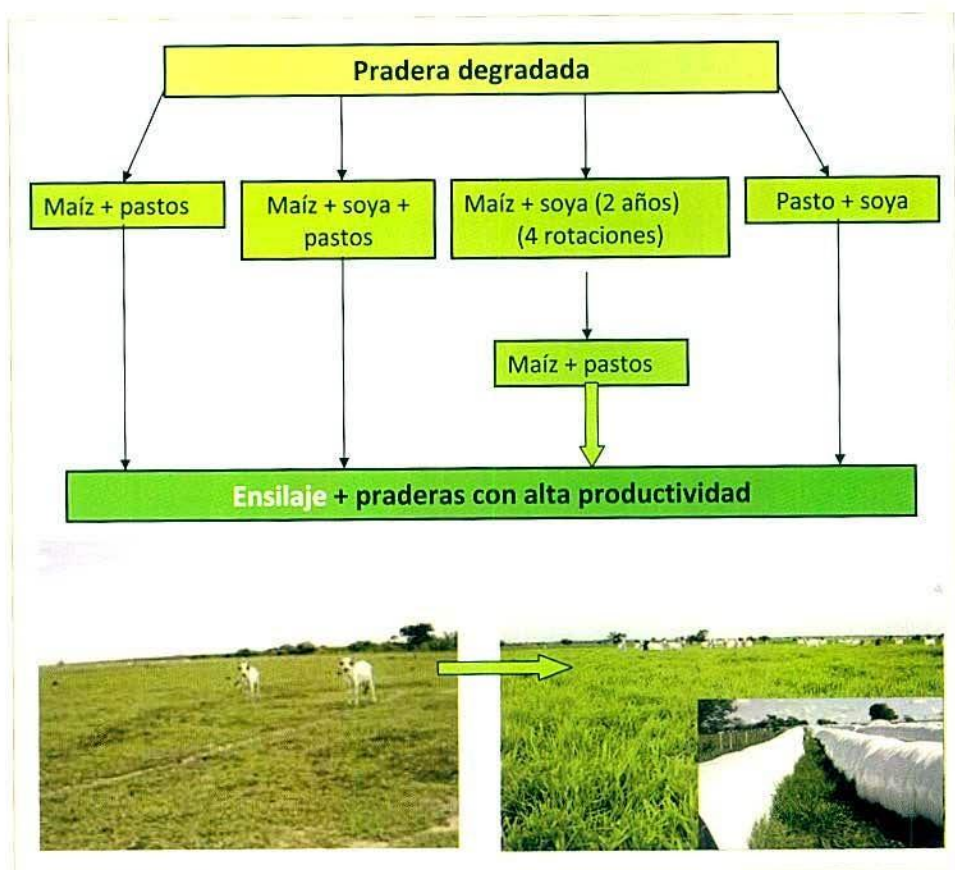 Pradera degradada
Maíz + pastos
Maíz + soya +
pastos
Maíz + soya (2 años)
(4 rotaciones)
Pasto + soya
Maíz + pastos
Ensilaje + praderas con alta productividad